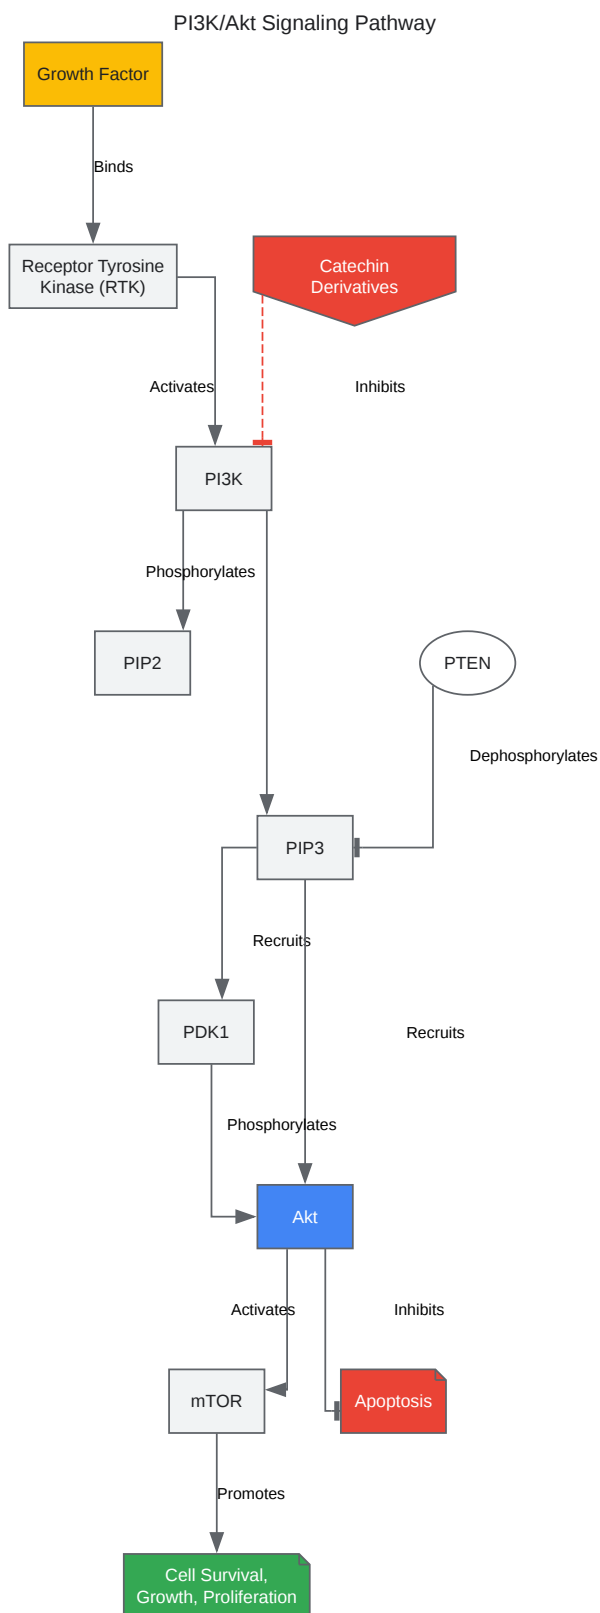 PI3K/Akt Signaling Pathway
Growth Factor
Binds
Receptor Tyrosine
Kinase (RTK)
Catechin
Derivatives
Activates
Inhibits
PI3K
Phosphorylates
PIP2
PTEN
Dephosphorylates
PIP3
Recruits
PDK1
Recruits
Phosphorylates
Akt
Activates
Inhibits
mTOR
Apoptosis
Promotes
Cell Survival,
Growth, Proliferation